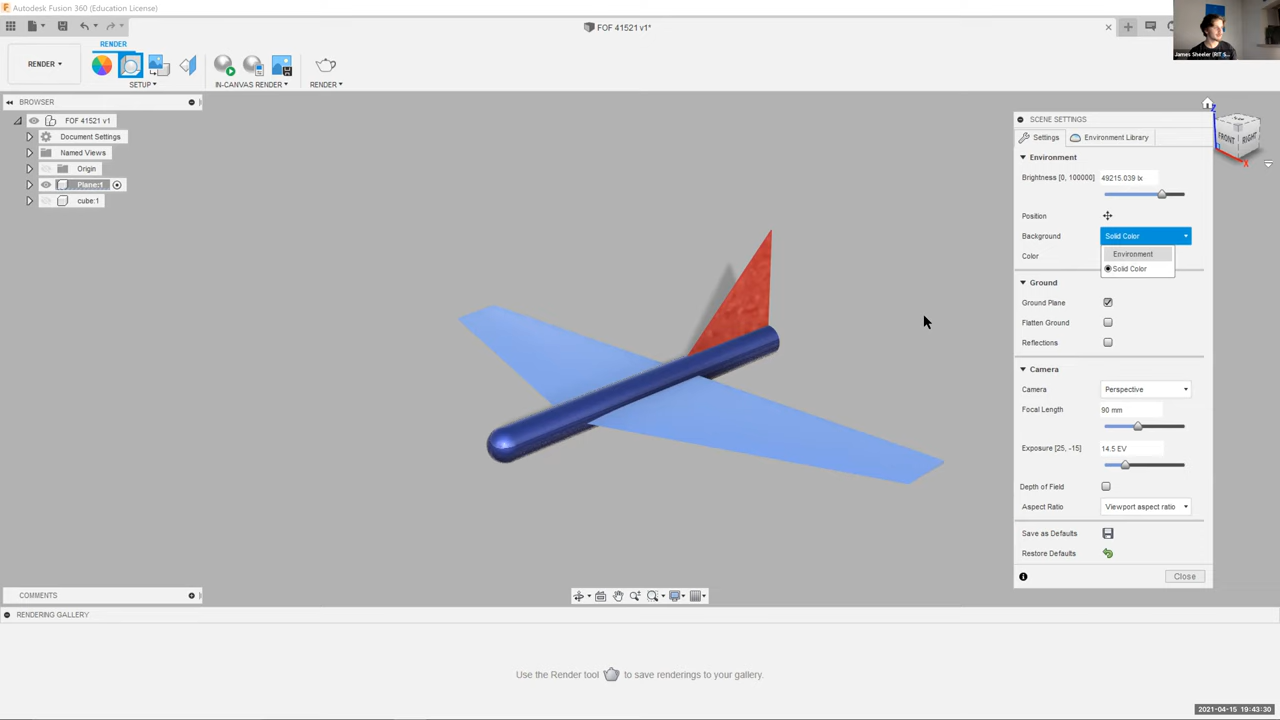 Autodesk Fusion 360 (Education License)
FOF 41521 v1*
James Sheeler (RIT S...
RENDER
RENDER
SETUP
IN-CANVAS RENDER
RENDER
BROWSER
FOF 41521 v1
Document Settings
Named Views
Origin
Plane:1
cube:1
SCENE SETTINGS
Settings
Environment Library
Environment
Brightness [0, 100000]
49215.039 lx
Position
Background
Solid Color
Color
Environment
Solid Color
Ground
Ground Plane
Flatten Ground
Reflections
Camera
Camera
Perspective
Focal Length
90 mm
Exposure [25, -15]
14.5 EV
Depth of Field
Aspect Ratio
Viewport aspect ratio
Save as Defaults
Restore Defaults
Close
FRONT
RIGHT
Z
X
COMMENTS
RENDERING GALLERY
Use the Render tool to save renderings to your gallery.
2021-04-15 19:43:30